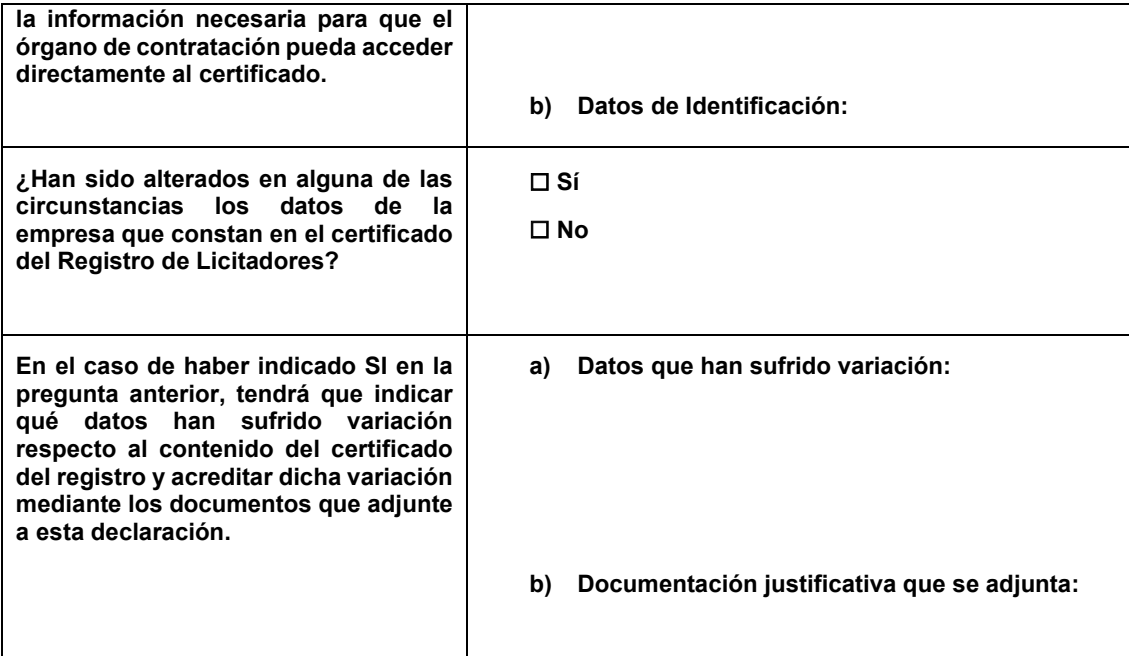 la información necesaria para que el
órgano de contratación pueda acceder
directamente al certificado.
b) Datos de Identificación:
¿Han sido alterados en alguna de las
circunstancias los datos de la
empresa que constan en el certificado
del Registro de Licitadores?
☐ Sí
☐ No
En el caso de haber indicado SI en la
pregunta anterior, tendrá que indicar
qué datos han sufrido variación
respecto al contenido del certificado
del registro y acreditar dicha variación
mediante los documentos que adjunte
a esta declaración.
a) Datos que han sufrido variación:
b) Documentación justificativa que se adjunta: